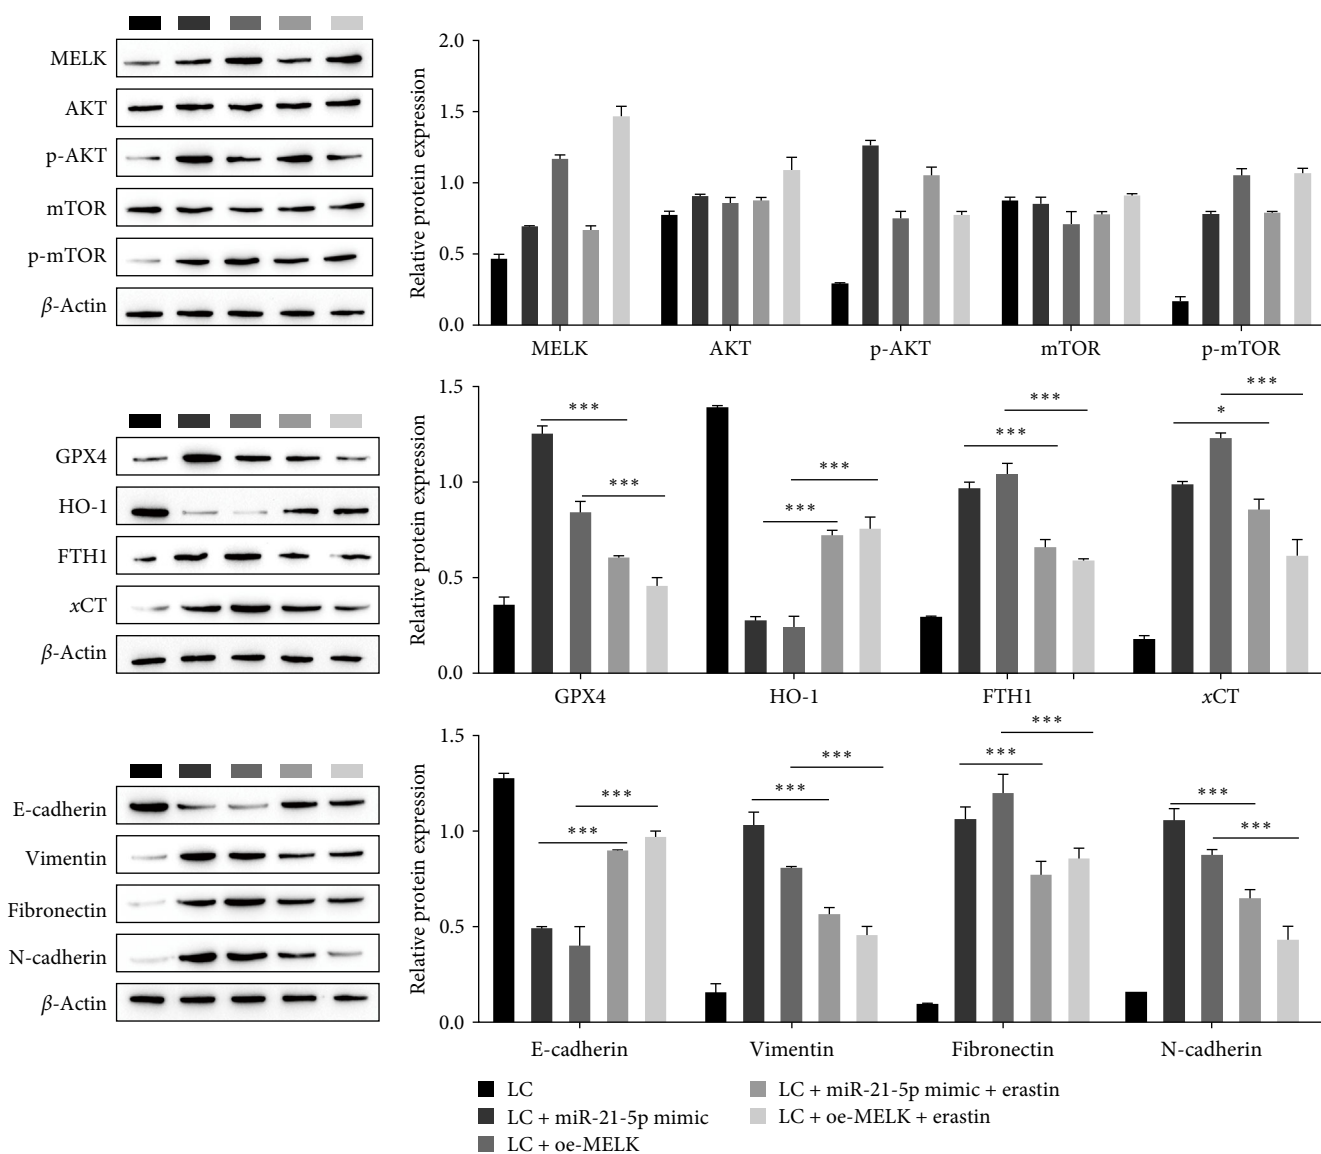 MELK
AKT
p-AKT
mTOR
p-mTOR
β-Actin
Relative protein expression
2.0
1.5
1.0
0.5
0.0
MELK AKT p-AKT mTOR p-mTOR
GPX4
HO-1
FTH1
xCT
β-Actin
Relative protein expression
1.5
1.0
0.5
0.0
*** *** *** *** *** *** * ***
GPX4 HO-1 FTH1 xCT
E-cadherin
Vimentin
Fibronectin
N-cadherin
β-Actin
Relative protein expression
1.5
1.0
0.5
0.0
*** *** *** *** *** *** *** ***
E-cadherin Vimentin Fibronectin N-cadherin
LC
LC + miR-21-5p mimic
LC + oe-MELK
LC + miR-21-5p mimic + erastin
LC + oe-MELK + erastin